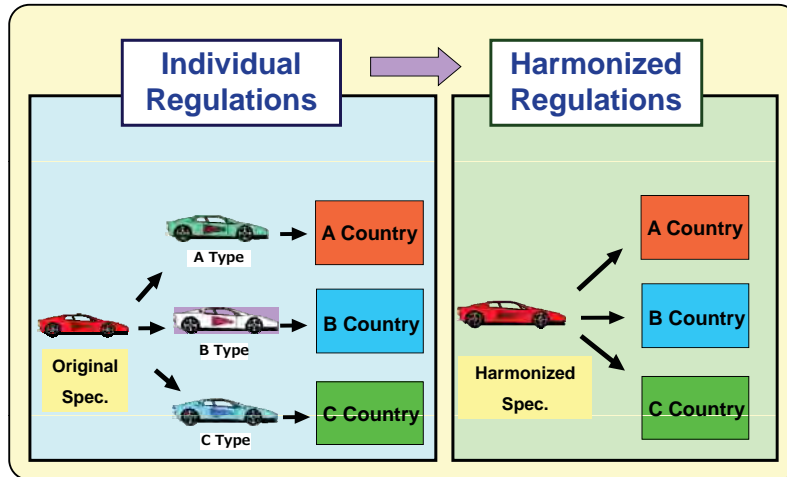 Individual
Regulations
Harmonized
Regulations
A Type
A Country
B Type
B Country
Original
Spec.
C Type
C Country
A Country
B Country
Harmonized
Spec.
C Country